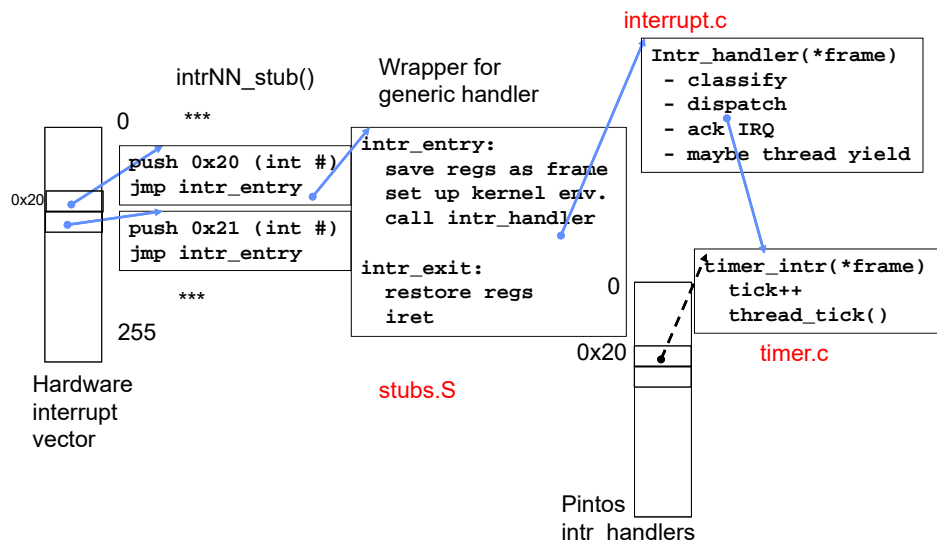 interrupt.c
Intr_handler(*frame)
- classify
- dispatch
- ack IRQ
- maybe thread yield
intrNN_stub()
Wrapper for
generic handler
0
***
push 0x20 (int #)
jmp intr_entry
0x20
push 0x21 (int #)
jmp intr_entry
***
255
Hardware
interrupt
vector
intr_entry:
save regs as frame
set up kernel env.
call intr_handler
intr_exit:
restore regs
iret
stubs.S
timer_intr(*frame)
tick++
thread_tick()
timer.c
0
0x20
Pintos
intr_handlers